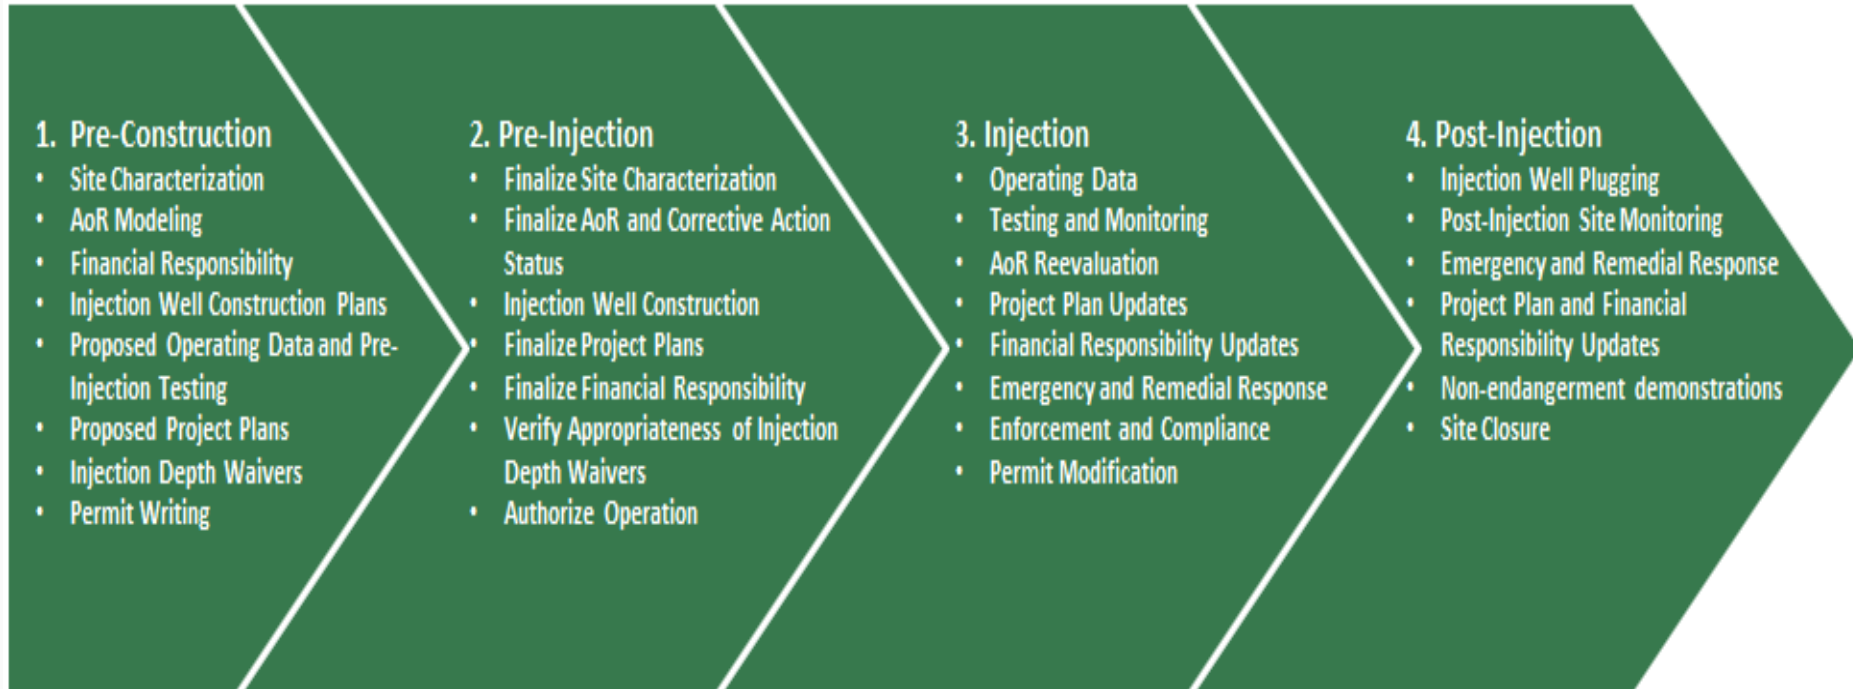 1. Pre-Construction
• Site Characterization
• AoR Modeling
• Financial Responsibility
• Injection Well Construction Plans
• Proposed Operating Data and Pre-
Injection Testing
• Proposed Project Plans
• Injection Depth Waivers
• Permit Writing
2. Pre-Injection
• Finalize Site Characterization
• Finalize AoR and Corrective Action
Status
• Injection Well Construction
• Finalize Project Plans
• Finalize Financial Responsibility
• Verify Appropriateness of Injection
Depth Waivers
• Authorize Operation
3. Injection
• Operating Data
• Testing and Monitoring
• AoR Reevaluation
• Project Plan Updates
• Financial Responsibility Updates
• Emergency and Remedial Response
• Enforcement and Compliance
• Permit Modification
4. Post-Injection
• Injection Well Plugging
• Post-Injection Site Monitoring
• Emergency and Remedial Response
• Project Plan and Financial
Responsibility Updates
• Non-endangerment demonstrations
• Site Closure